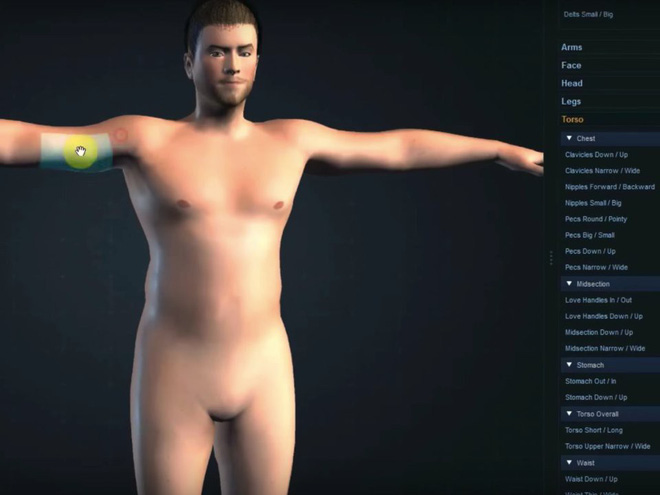 Delts Small / Big
Arms
Face
Head
Legs
Torso
Chest
Clavicles Down / Up
Clavicles Narrow / Wide
Nipples Forward / Backward
Nipples Small / Big
Pecs Round / Pointy
Pecs Big / Small
Pecs Down / Up
Pecs Narrow / Wide
Midsection
Love Handles In / Out
Love Handles Down / Up
Midsection Down / Up
Midsection Narrow / Wide
Stomach
Stomach Out / In
Stomach Down / Up
Torso Overall
Torso Short / Long
Torso Upper Narrow / Wide
Waist
Waist Down / Up
Waist Thin / Wide